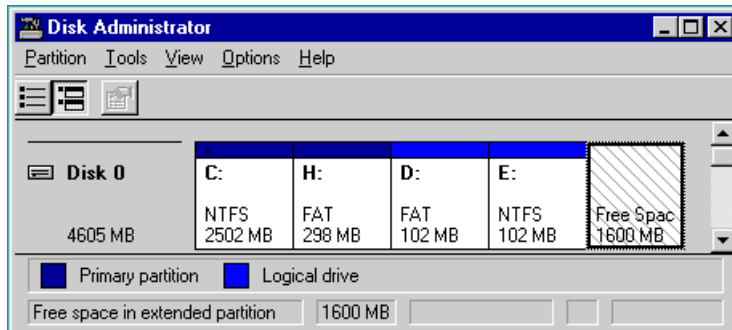 Disk Administrator
Partition Tools View Options Help
Disk 0
4605 MB
C:
NTFS
2502 MB
H:
FAT
298 MB
D:
FAT
102 MB
E:
NTFS
102 MB
Free Spac
1600 MB
Primary partition Logical drive
Free space in extended partition 1600 MB